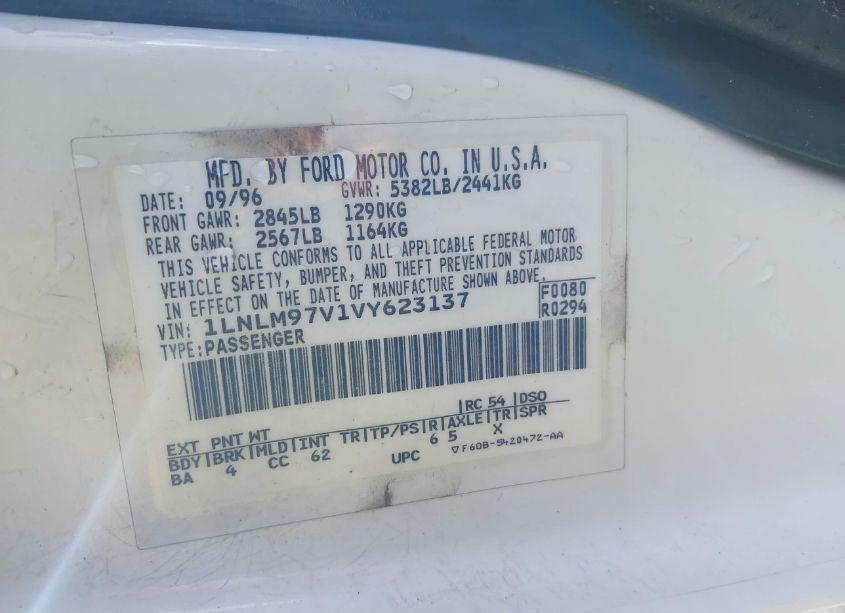 MFD. BY FORD MOTOR CO. IN U.S.A.
DATE: 09/96 GVWR: 5382LB/2441KG
FRONT GAWR: 2845LB 1290KG
REAR GAWR: 2567LB 1164KG
THIS VEHICLE CONFORMS TO ALL APPLICABLE FEDERAL MOTOR
VEHICLE SAFETY, BUMPER, AND THEFT PREVENTION STANDARDS
IN EFFECT ON THE DATE OF MANUFACTURE SHOWN ABOVE.
VIN: 1LNLM97V1VY623137 F0080
TYPE: PASSENGER R0294
EXT PNT WT RC 54 DSO
BDY BRK MLD INT TR TP/PS R AXLE TR SPR
BA 4 CC 62 UPC 6 5 X
▽F60B-5420472-AA